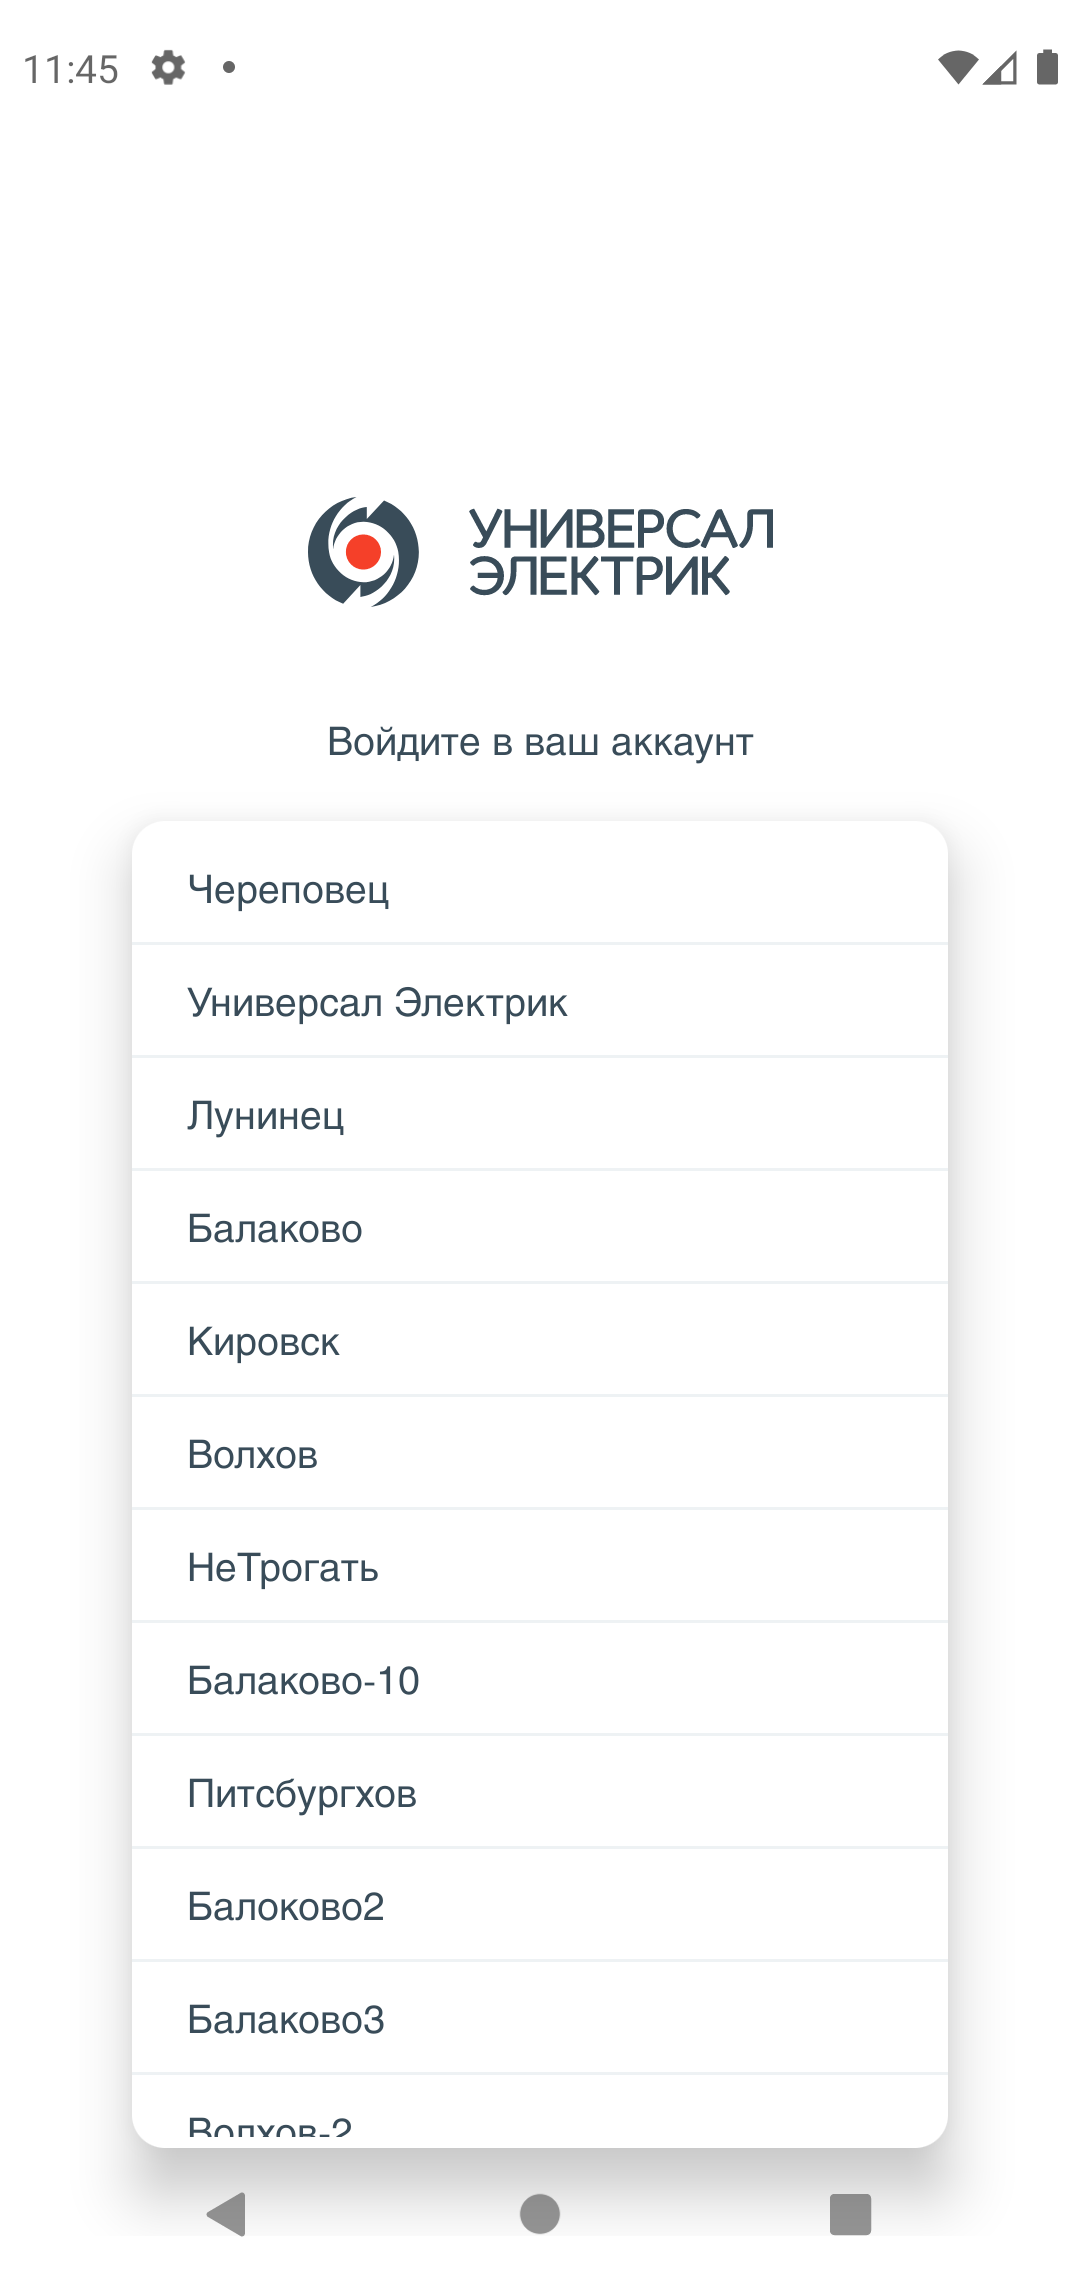 11:45
УНИВЕРСАЛ
ЭЛЕКТРИК
Войдите в ваш аккаунт
Череповец
Универсал Электрик
Лунинец
Балаково
Кировск
Волхов
НеТрогать
Балаково-10
Питсбургхов
Балоково2
Балаково3
Волхов-2